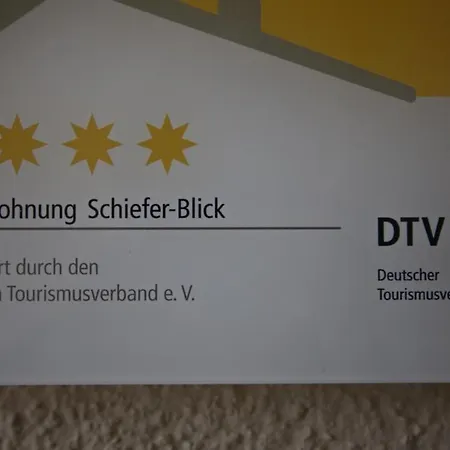 ohnung Schiefer-Blick
rt durch den
Tourismusverband e. V.
DTV
Deutscher
Tourismusve